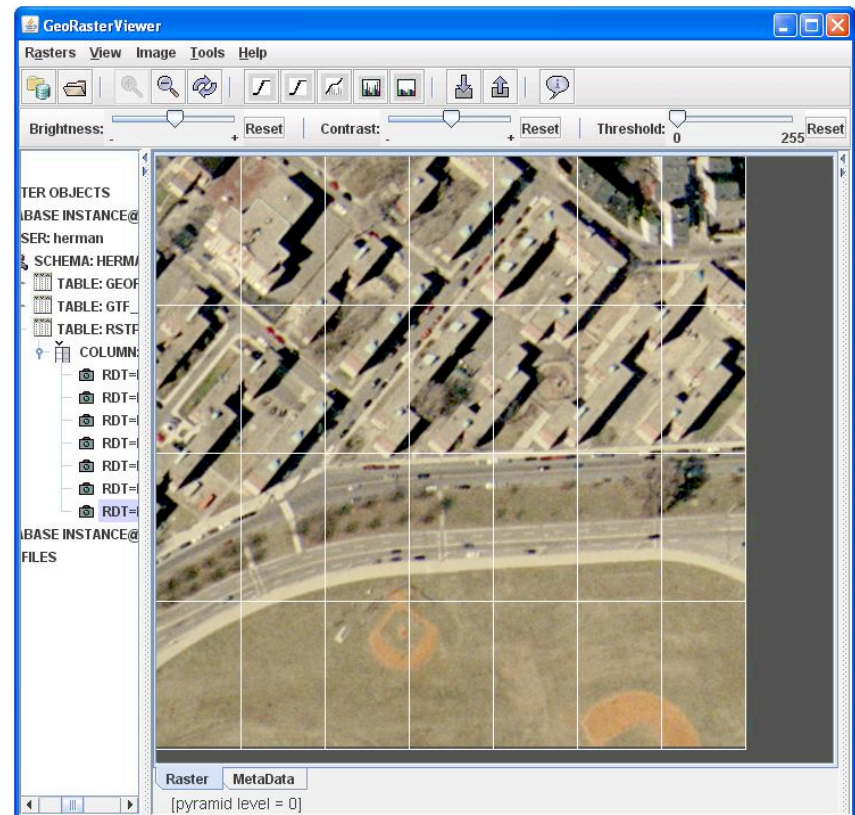 GeoRasterViewer
Rasters View Image Tools Help
Brightness: - + Reset Contrast: - + Reset Threshold: 0 255 Reset
TER OBJECTS
ABASE INSTANCE@
SER: herman
SCHEMA: HERMA
TABLE: GEOR
TABLE: GTF_
TABLE: RSTP
COLUMN:
RDT=
RDT=
RDT=
RDT=
RDT=
RDT=
RDT=
ABASE INSTANCE@
FILES
Raster MetaData
[pyramid level = 0]